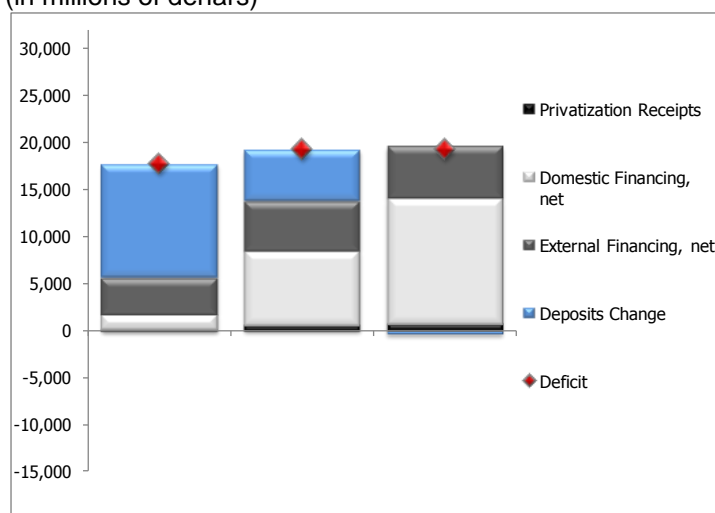 (in millions of denars)
30,000
25,000
20,000
15,000
10,000
5,000
0
-5,000
-10,000
-15,000
Privatization Receipts
Domestic Financing,
net
External Financing, net
Deposits Change
Deficit